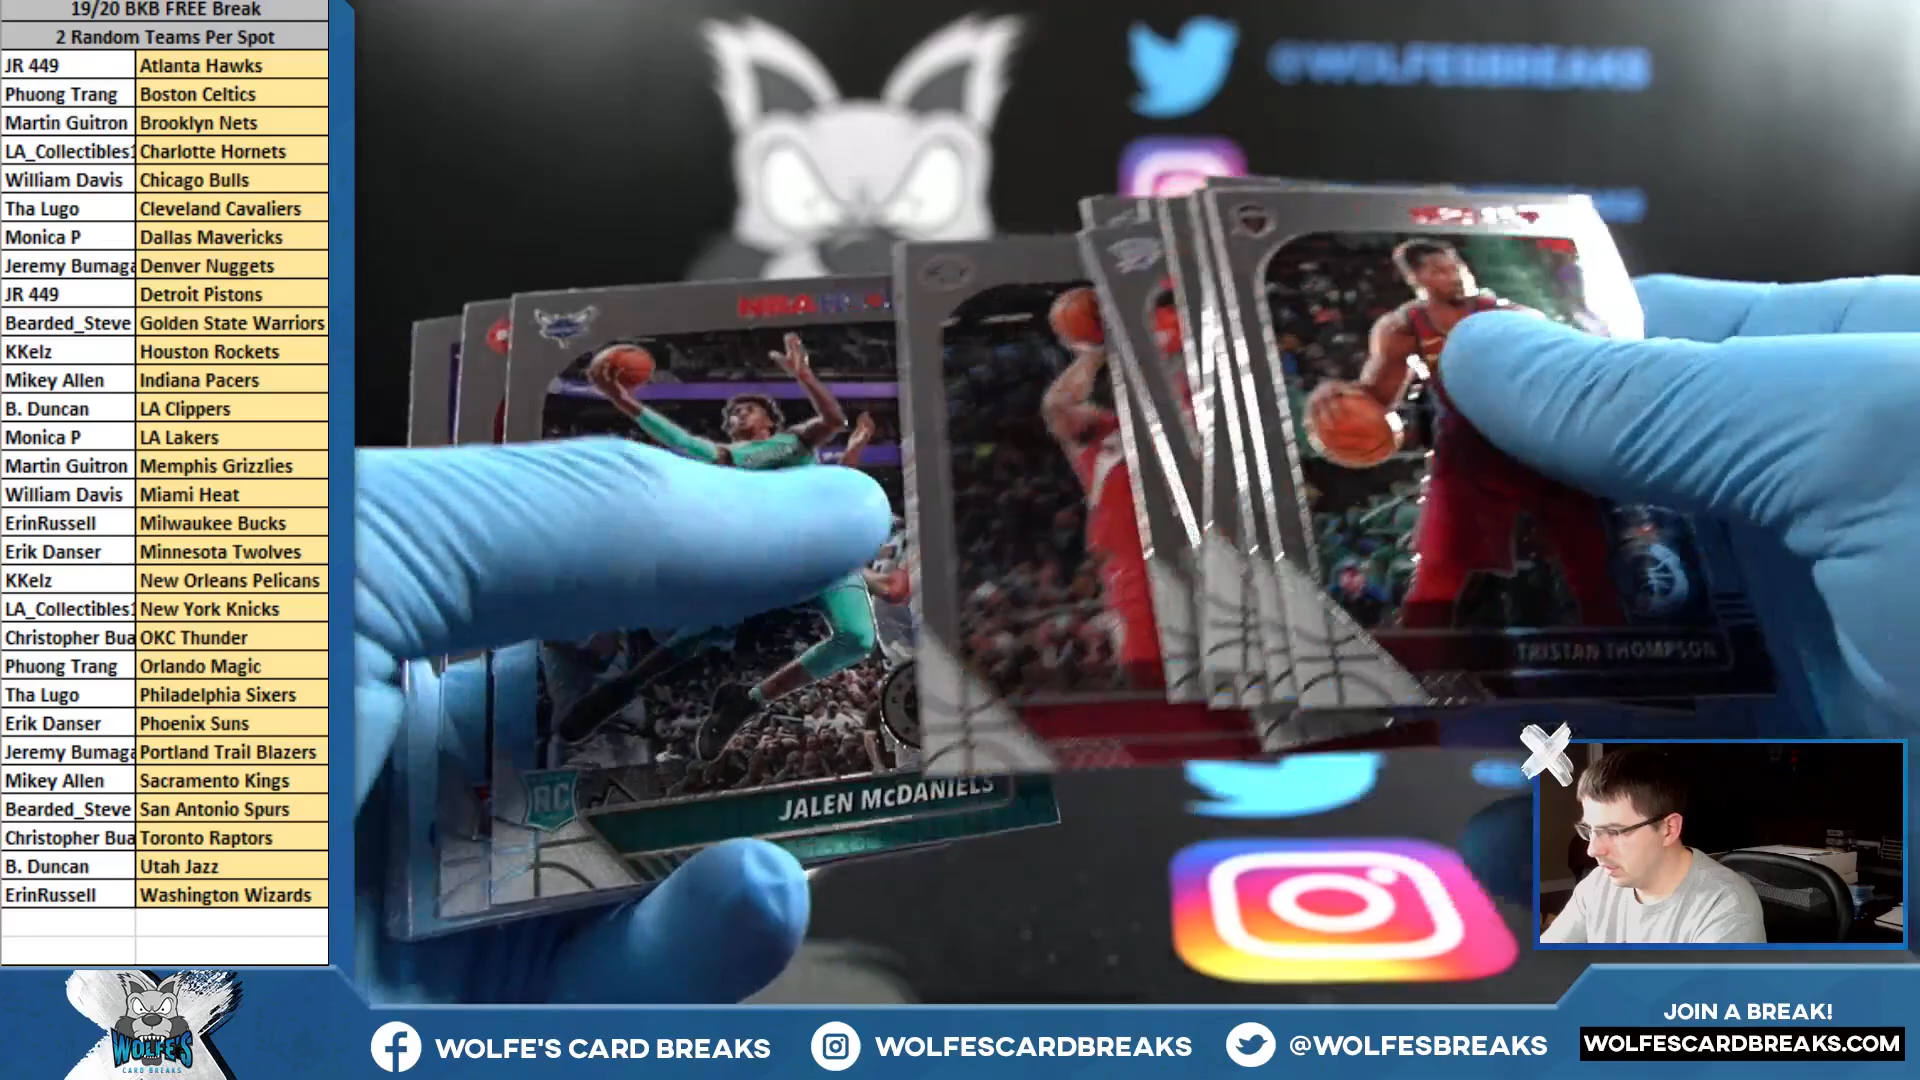 19/20 BKB FREE Break
2 Random Teams Per Spot
JR 449 Atlanta Hawks
Phuong Trang Boston Celtics
Martin Guitron Brooklyn Nets
LA_Collectibles1 Charlotte Hornets
William Davis Chicago Bulls
Tha Lugo Cleveland Cavaliers
Monica P Dallas Mavericks
Jeremy Bumaga Denver Nuggets
JR 449 Detroit Pistons
Bearded_Steve Golden State Warriors
KKelz Houston Rockets
Mikey Allen Indiana Pacers
B. Duncan LA Clippers
Monica P LA Lakers
Martin Guitron Memphis Grizzlies
William Davis Miami Heat
ErinRussell Milwaukee Bucks
Erik Danser Minnesota Twolves
KKelz New Orleans Pelicans
LA_Collectibles1 New York Knicks
Christopher Bua OKC Thunder
Phuong Trang Orlando Magic
Tha Lugo Philadelphia Sixers
Erik Danser Phoenix Suns
Jeremy Bumaga Portland Trail Blazers
Mikey Allen Sacramento Kings
Bearded_Steve San Antonio Spurs
Christopher Bua Toronto Raptors
B. Duncan Utah Jazz
ErinRussell Washington Wizards
@WOLFESBREAKS
NBA
RC
JALEN McDANIELS
TRISTAN THOMPSON
WOLFE'S
CARD BREAKS
WOLFE'S CARD BREAKS
WOLFESCARDBREAKS
@WOLFESBREAKS
JOIN A BREAK!
WOLFESCARDBREAKS.COM